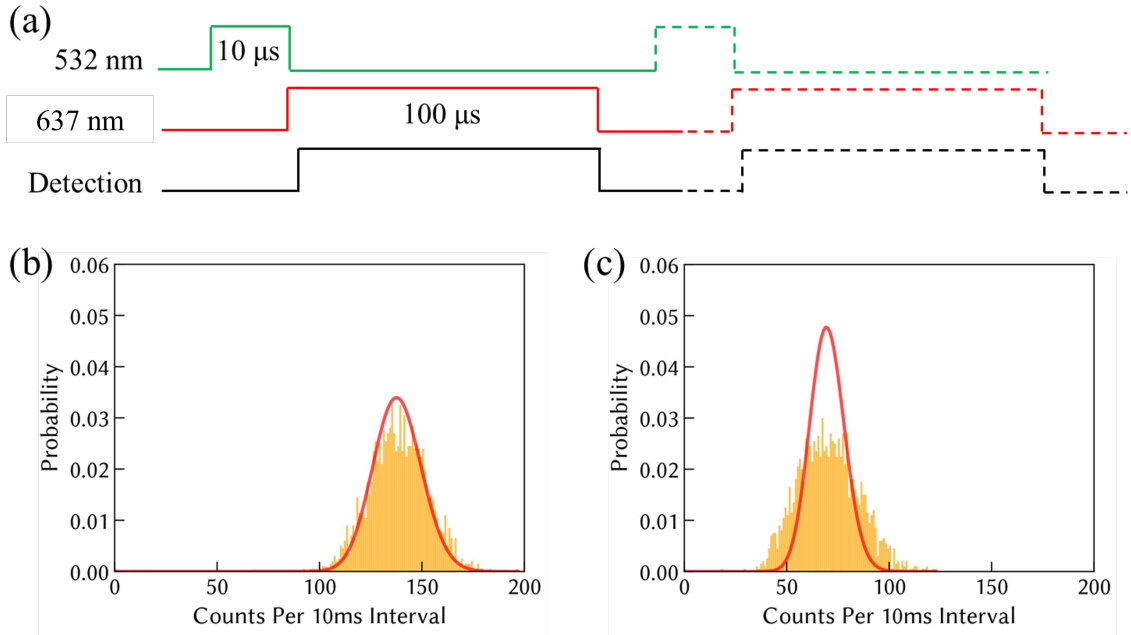 (a)
532 nm
10 μs
637 nm
100 μs
Detection
(b)
0.06
0.05
0.04
0.03
0.02
0.01
0.00
Probability
0
50
100
150
200
Counts Per 10ms Interval
(c)
0.06
0.05
0.04
0.03
0.02
0.01
0.00
Probability
0
50
100
150
200
Counts Per 10ms Interval